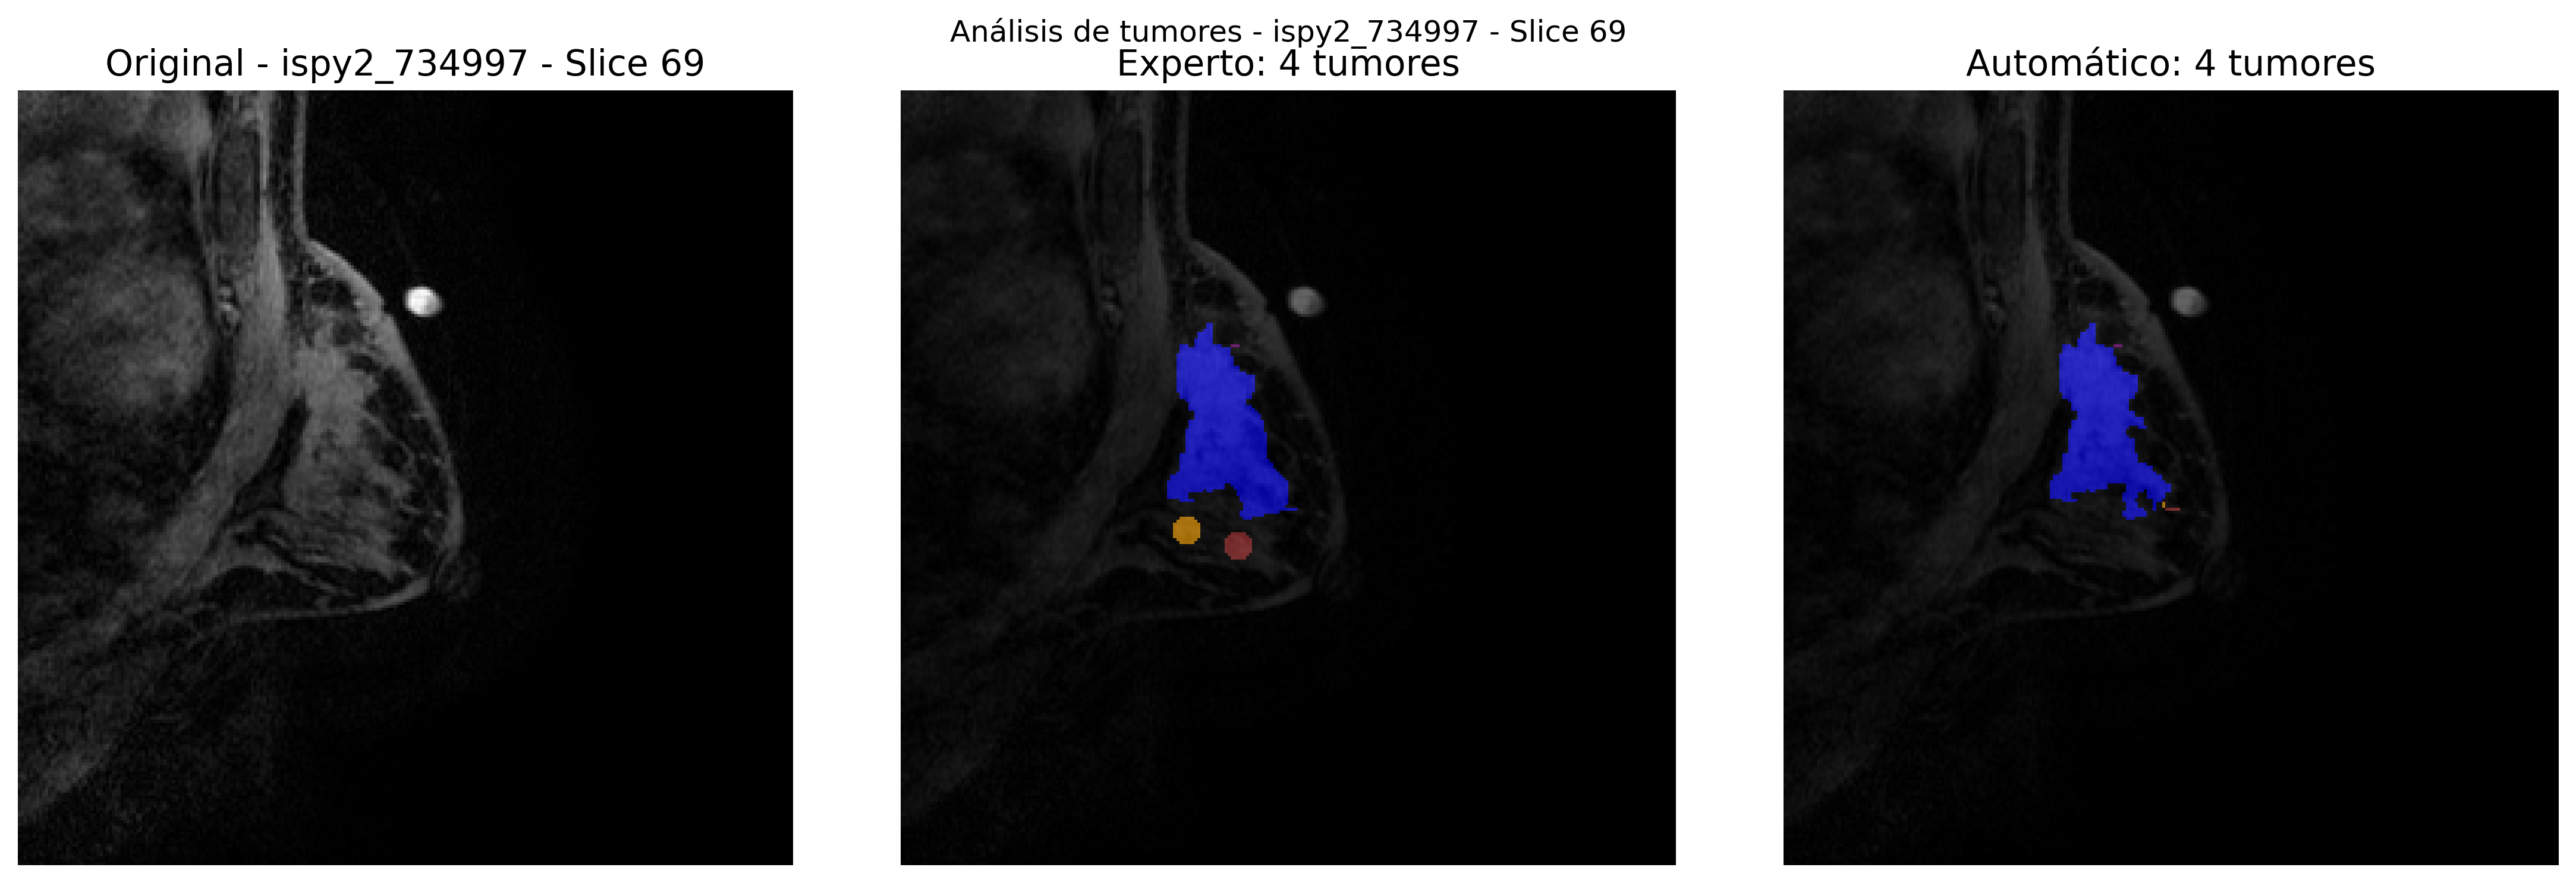 Análisis de tumores - ispy2_734997 - Slice 69
Original - ispy2_734997 - Slice 69
Experto: 4 tumores
Automático: 4 tumores